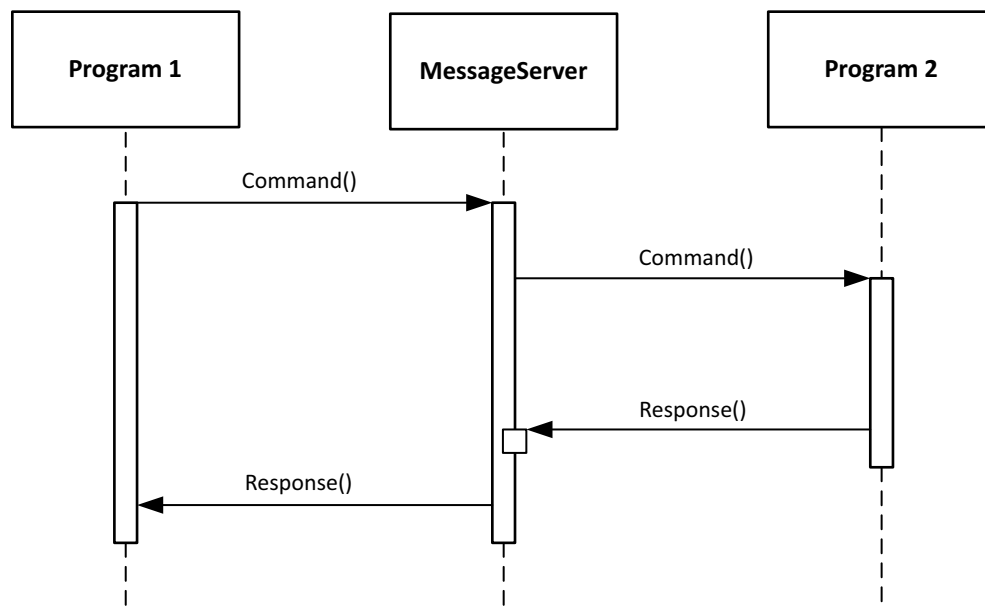 Program 1
MessageServer
Program 2
Command()
Command()
Response()
Response()